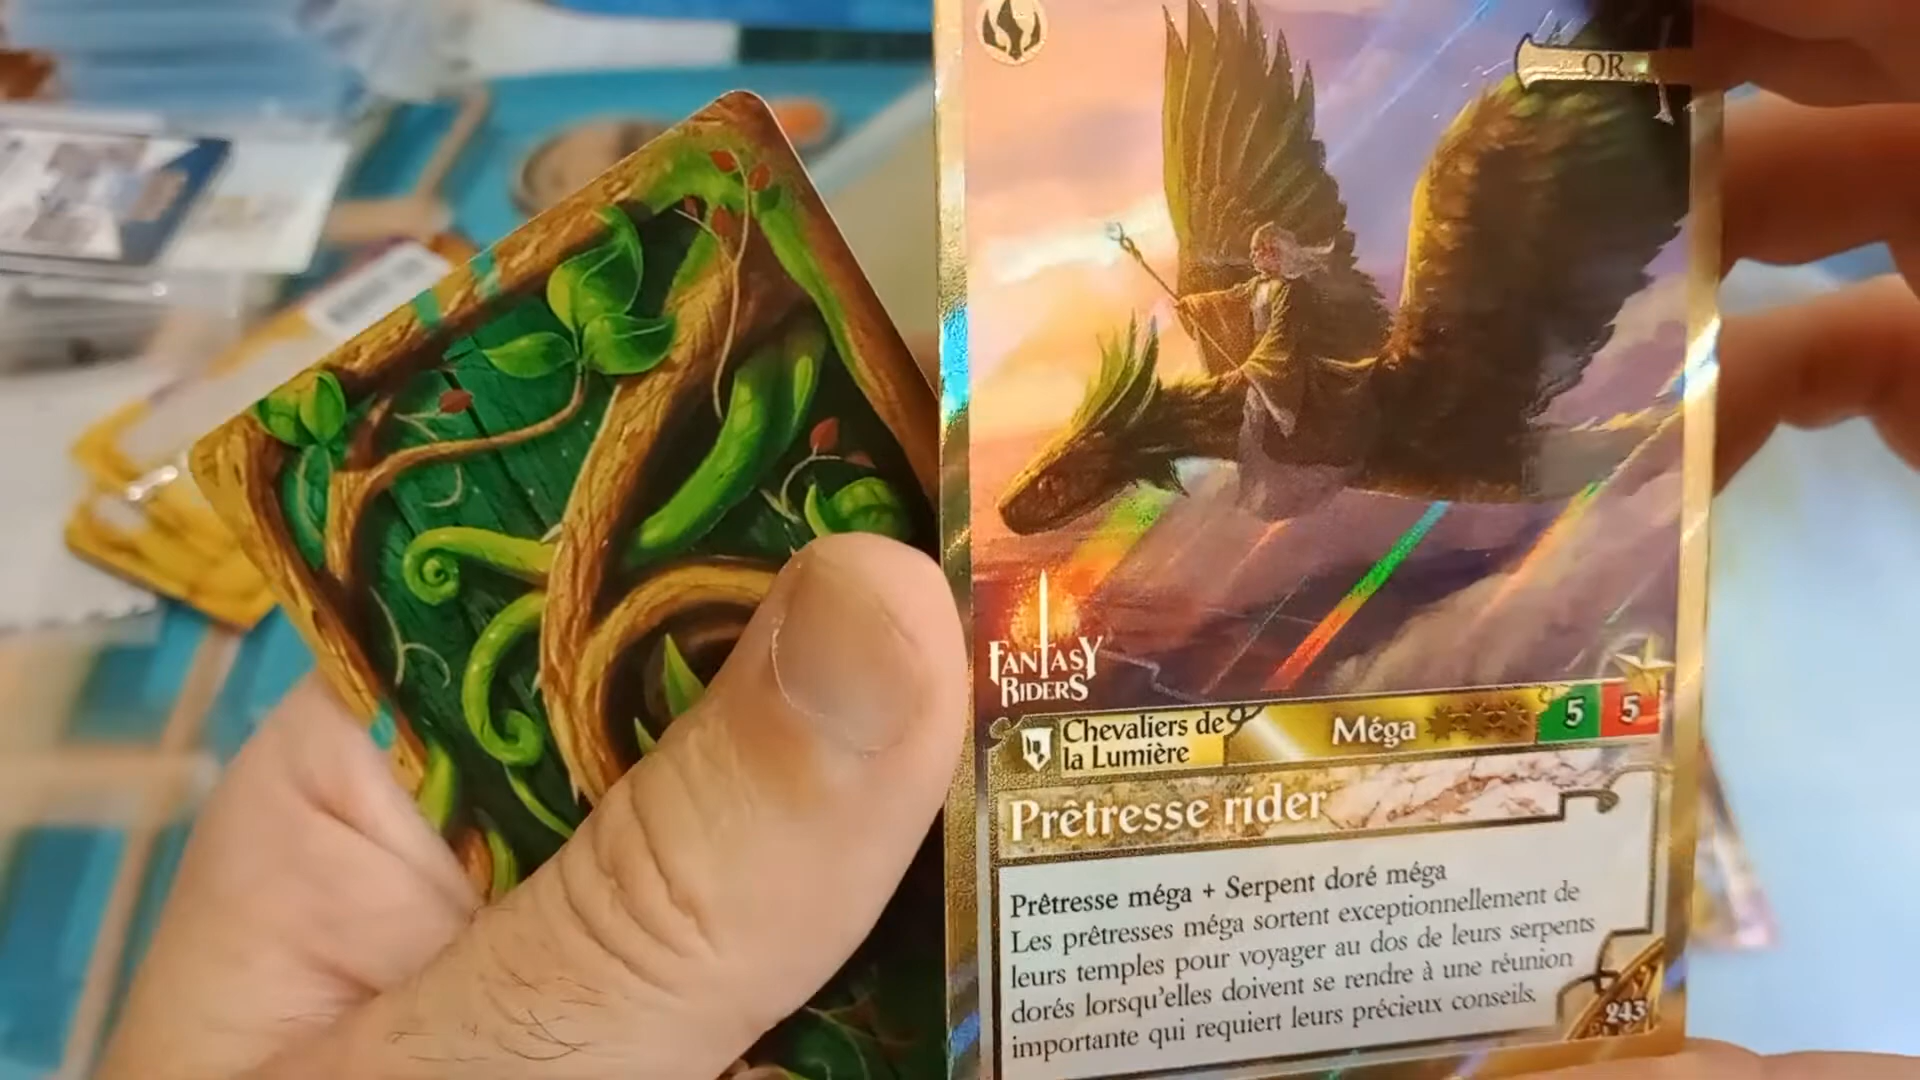 OR
FANTASY
RIDERS
Chevaliers de
la Lumière
Méga
5
5
Prêtresse rider
Prêtresse méga + Serpent doré méga
Les prêtresses méga sortent exceptionnellement de
leurs temples pour voyager au dos de leurs serpents
dorés lorsqu'elles doivent se rendre à une réunion
importante qui requiert leurs précieux conseils.
243